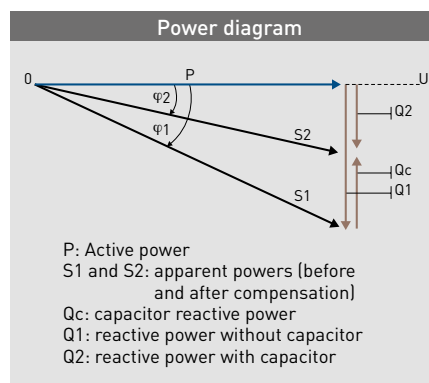 Power diagram
0
P
U
φ2
φ1
Q2
S2
Qc
S1
Q1
P: Active power
S1 and S2: apparent powers (before
and after compensation)
Qc: capacitor reactive power
Q1: reactive power without capacitor
Q2: reactive power with capacitor